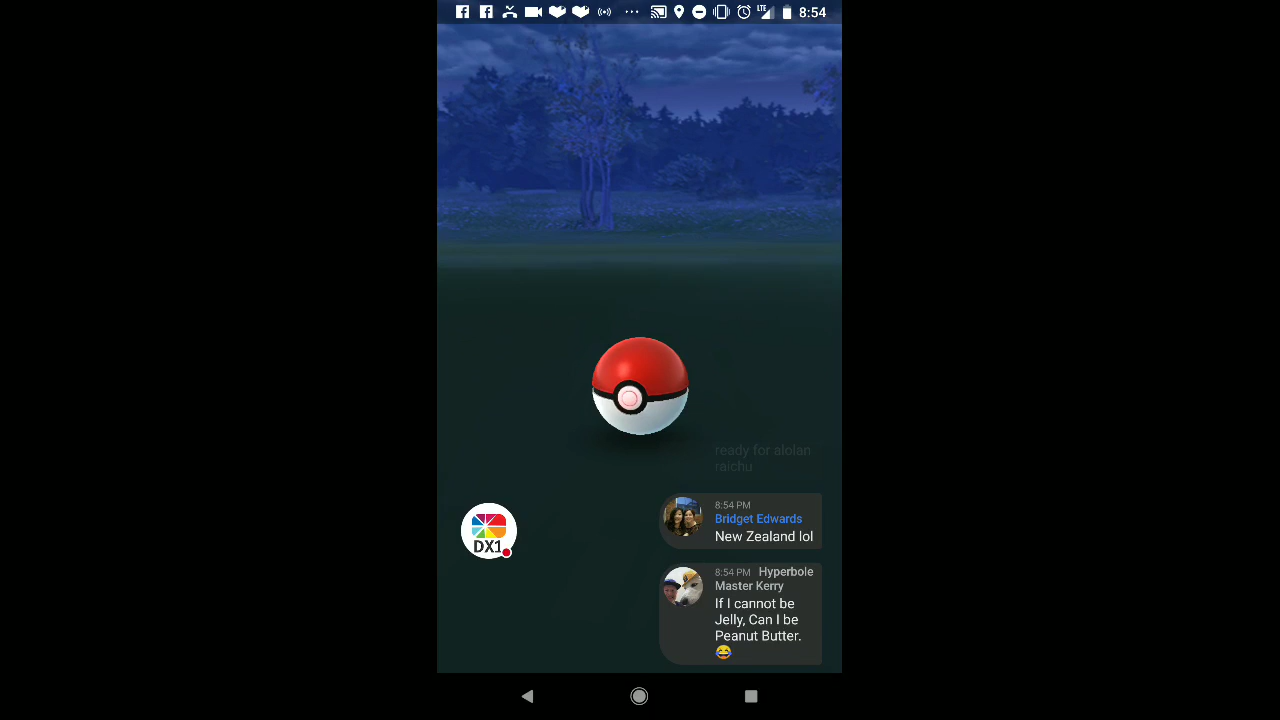 LTE 8:54
ready for alolan
raichu
8:54 PM
Bridget Edwards
New Zealand lol
DX1
8:54 PM Hyperbole
Master Kerry
If I cannot be
Jelly, Can I be
Peanut Butter.
😂